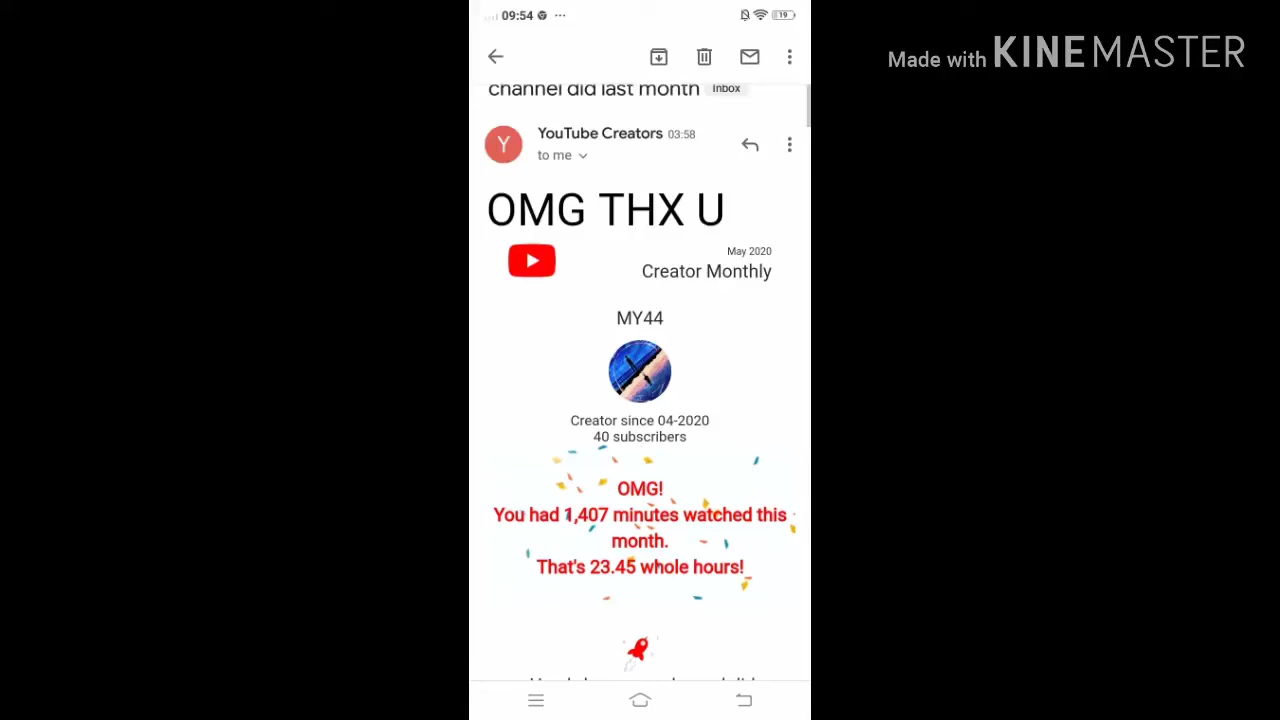 09:54
19
Made with KINEMASTER
channel did last month Inbox
Y
YouTube Creators 03:58
to me
OMG THX U
May 2020
Creator Monthly
MY44
Creator since 04-2020
40 subscribers
OMG!
You had 1,407 minutes watched this
month.
That's 23.45 whole hours!